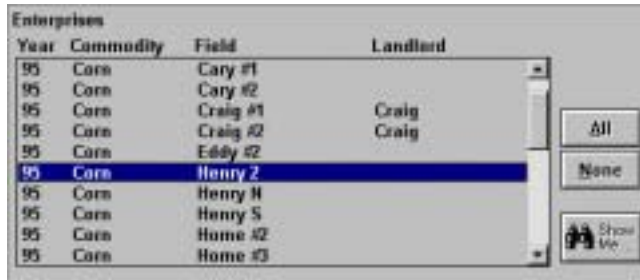 Enterprises
Year Commodity Field Landlord
95 Corn Cary #1
95 Corn Cary #2
95 Corn Craig #1 Craig
95 Corn Craig #2 Craig
95 Corn Eddy #2
95 Corn Henry 2
95 Corn Henry N
95 Corn Henry S
95 Corn Home #2
95 Corn Home #3
All
None
Show
Me